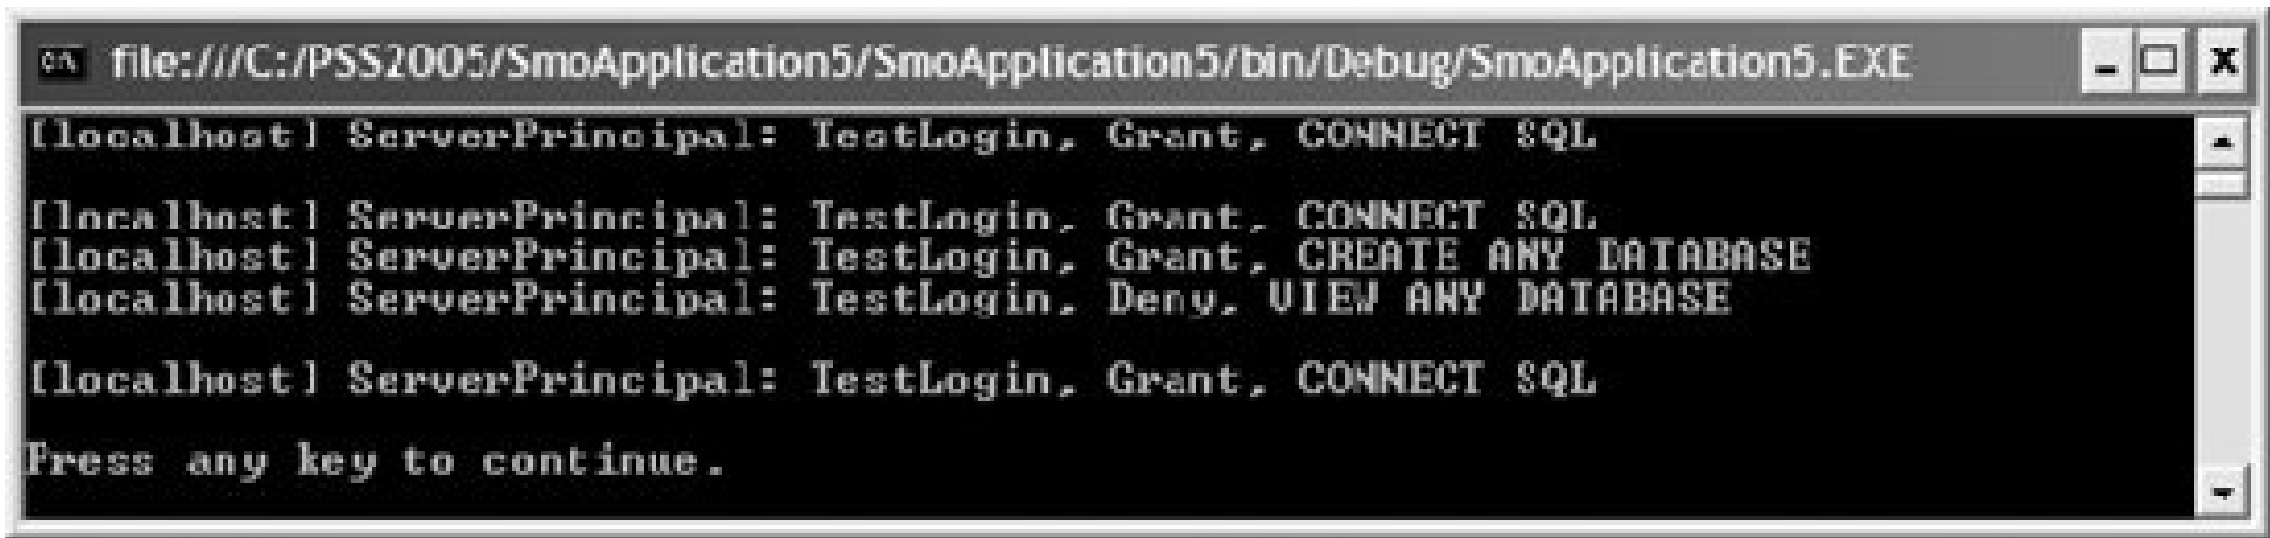 file:///C:/PSS2005/SmoApplication5/SmoApplication5/bin/Debug/SmoApplication5.EXE
[localhost] ServerPrincipal: TestLogin, Grant, CONNECT SQL
[localhost] ServerPrincipal: TestLogin, Grant, CONNECT SQL
[localhost] ServerPrincipal: TestLogin, Grant, CREATE ANY DATABASE
[localhost] ServerPrincipal: TestLogin, Deny, VIEW ANY DATABASE
[localhost] ServerPrincipal: TestLogin, Grant, CONNECT SQL
Press any key to continue.